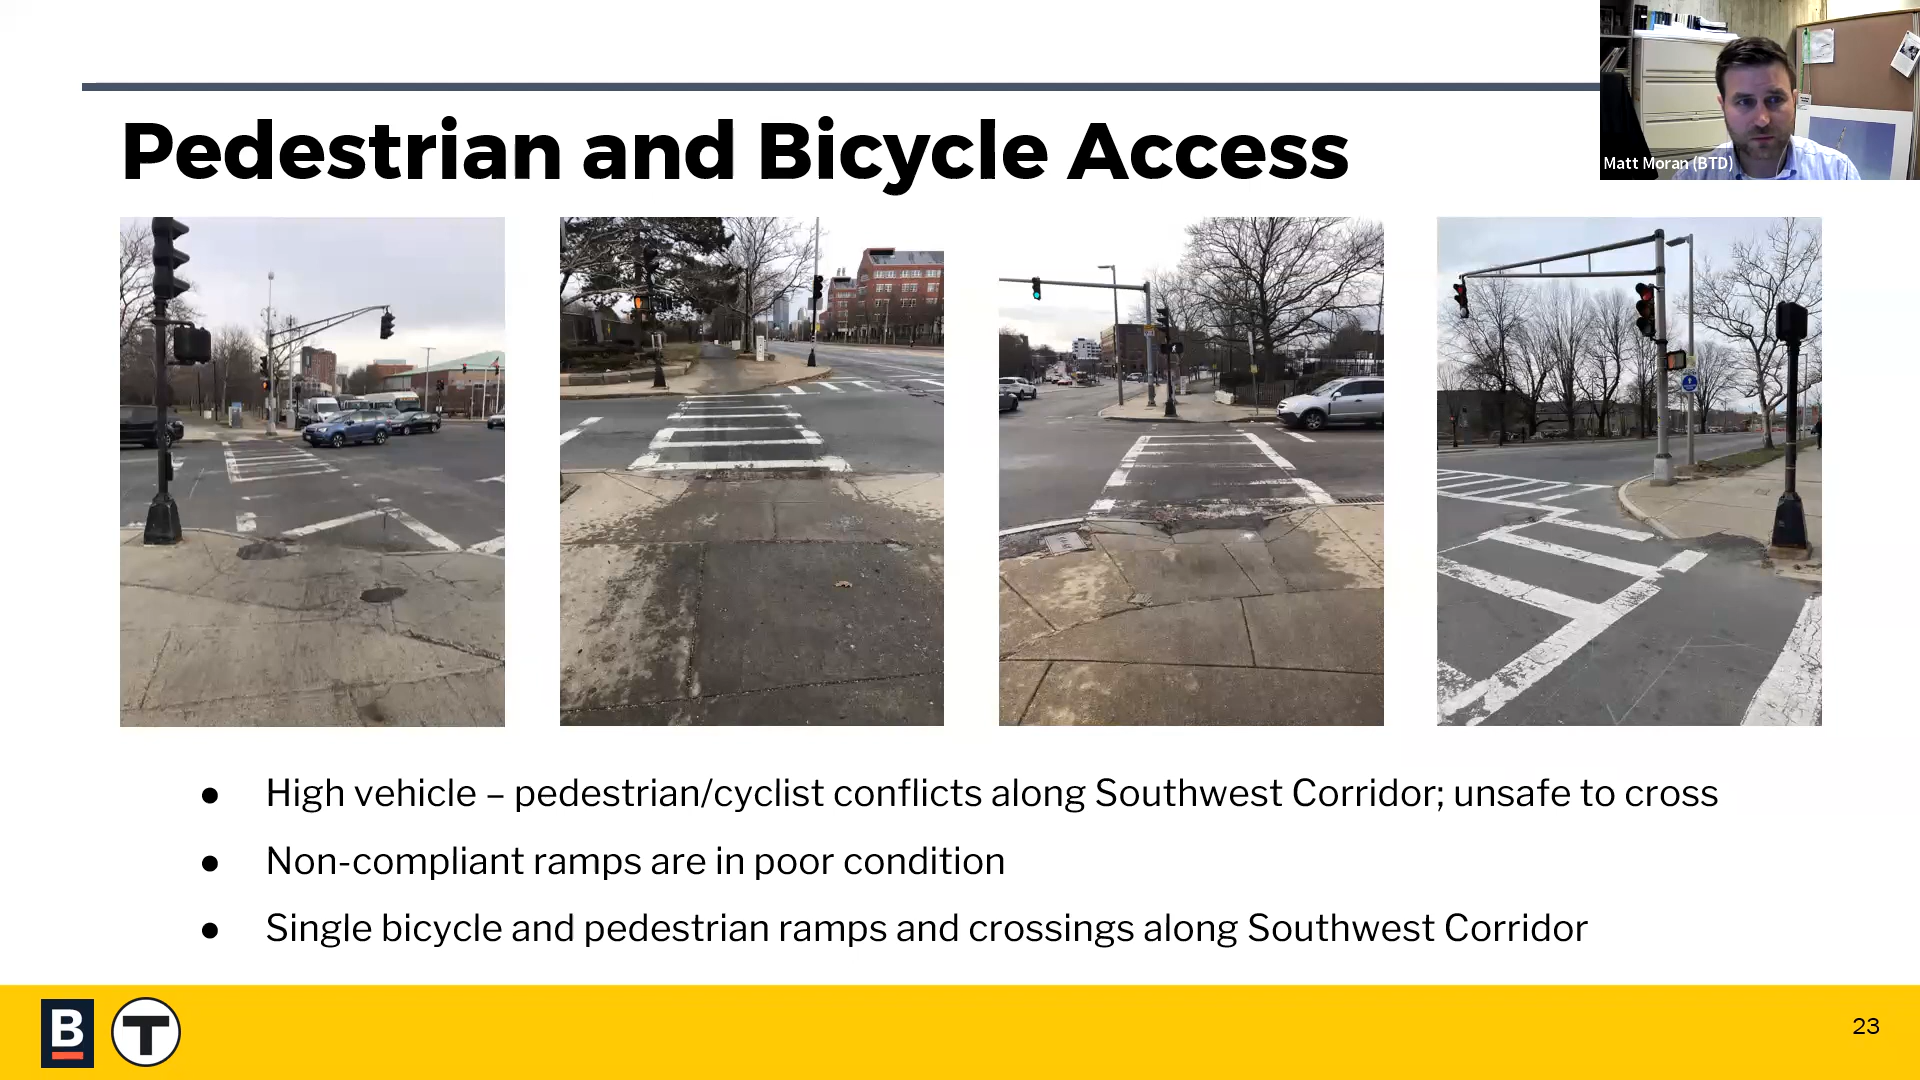 Matt Moran (BTD)
Pedestrian and Bicycle Access
● High vehicle – pedestrian/cyclist conflicts along Southwest Corridor; unsafe to cross
● Non-compliant ramps are in poor condition
● Single bicycle and pedestrian ramps and crossings along Southwest Corridor
B T
23